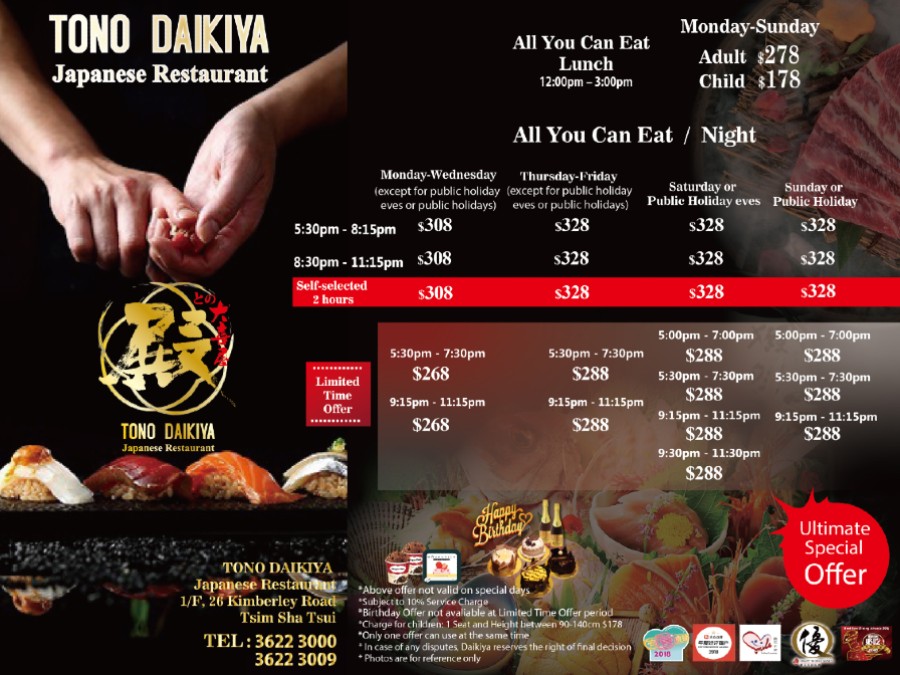 TONO DAIKIYA
Japanese Restaurant
All You Can Eat
Lunch
12:00pm – 3:00pm
Monday-Sunday
Adult $278
Child $178
All You Can Eat / Night
Monday-Wednesday
(except for public holiday
eves or public holidays)
Thursday-Friday
(except for public holiday
eves or public holidays)
Saturday or
Public Holiday eves
Sunday or
Public Holiday
5:30pm - 8:15pm $308 $328 $328 $328
8:30pm - 11:15pm $308 $328 $328 $328
Self-selected
2 hours
$308 $328 $328 $328
Limited
Time
Offer
5:30pm - 7:30pm
$268
9:15pm - 11:15pm
$268
5:30pm - 7:30pm
$288
9:15pm - 11:15pm
$288
5:00pm - 7:00pm
$288
5:30pm - 7:30pm
$288
9:15pm - 11:15pm
$288
9:30pm - 11:30pm
$288
5:00pm - 7:00pm
$288
5:30pm - 7:30pm
$288
9:15pm - 11:15pm
$288
殿
との
大喜屋
TONO DAIKIYA
Japanese Restaurant
Happy
Birthday
Ultimate
Special
Offer
TONO DAIKIYA
Japanese Restaurant
1/F, 26 Kimberley Road
Tsim Sha Tsui
TEL : 3622 3000
3622 3009
*Above offer not valid on special days
*Subject to 10% Service Charge
*Birthday Offer not available at Limited Time Offer period
*Charge for children: 1 Seat and Height between 90-140cm $178
*Only one offer can use at the same time
* In case of any disputes, Daikiya reserves the right of final decision
* Photos are for reference only
2018
優